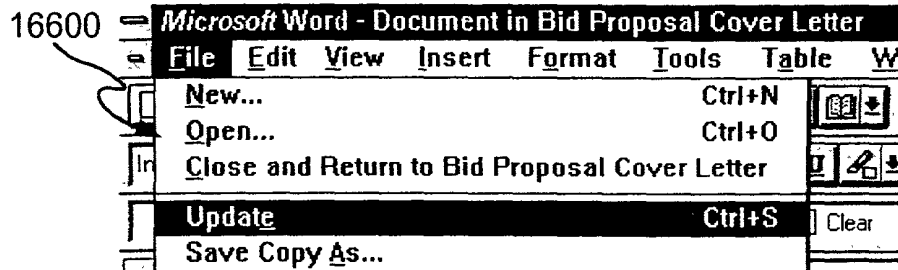 16600
Microsoft Word - Document in Bid Proposal Cover Letter
File Edit View Insert Format Tools Table W
New... Ctrl+N
Open... Ctrl+O
Close and Return to Bid Proposal Cover Letter
In
Update Ctrl+S
Clear
Save Copy As...